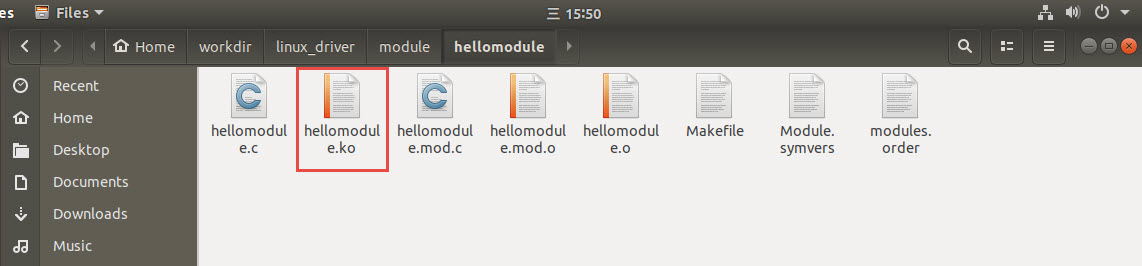 es Files 三 15:50
Home workdir linux_driver module hellomodule
Recent
Home
Desktop
Documents
Downloads
Music
hellomodul
e.c
hellomodul
e.ko
hellomodul
e.mod.c
hellomodul
e.mod.o
hellomodul
e.o
Makefile
Module.
symvers
modules.
order